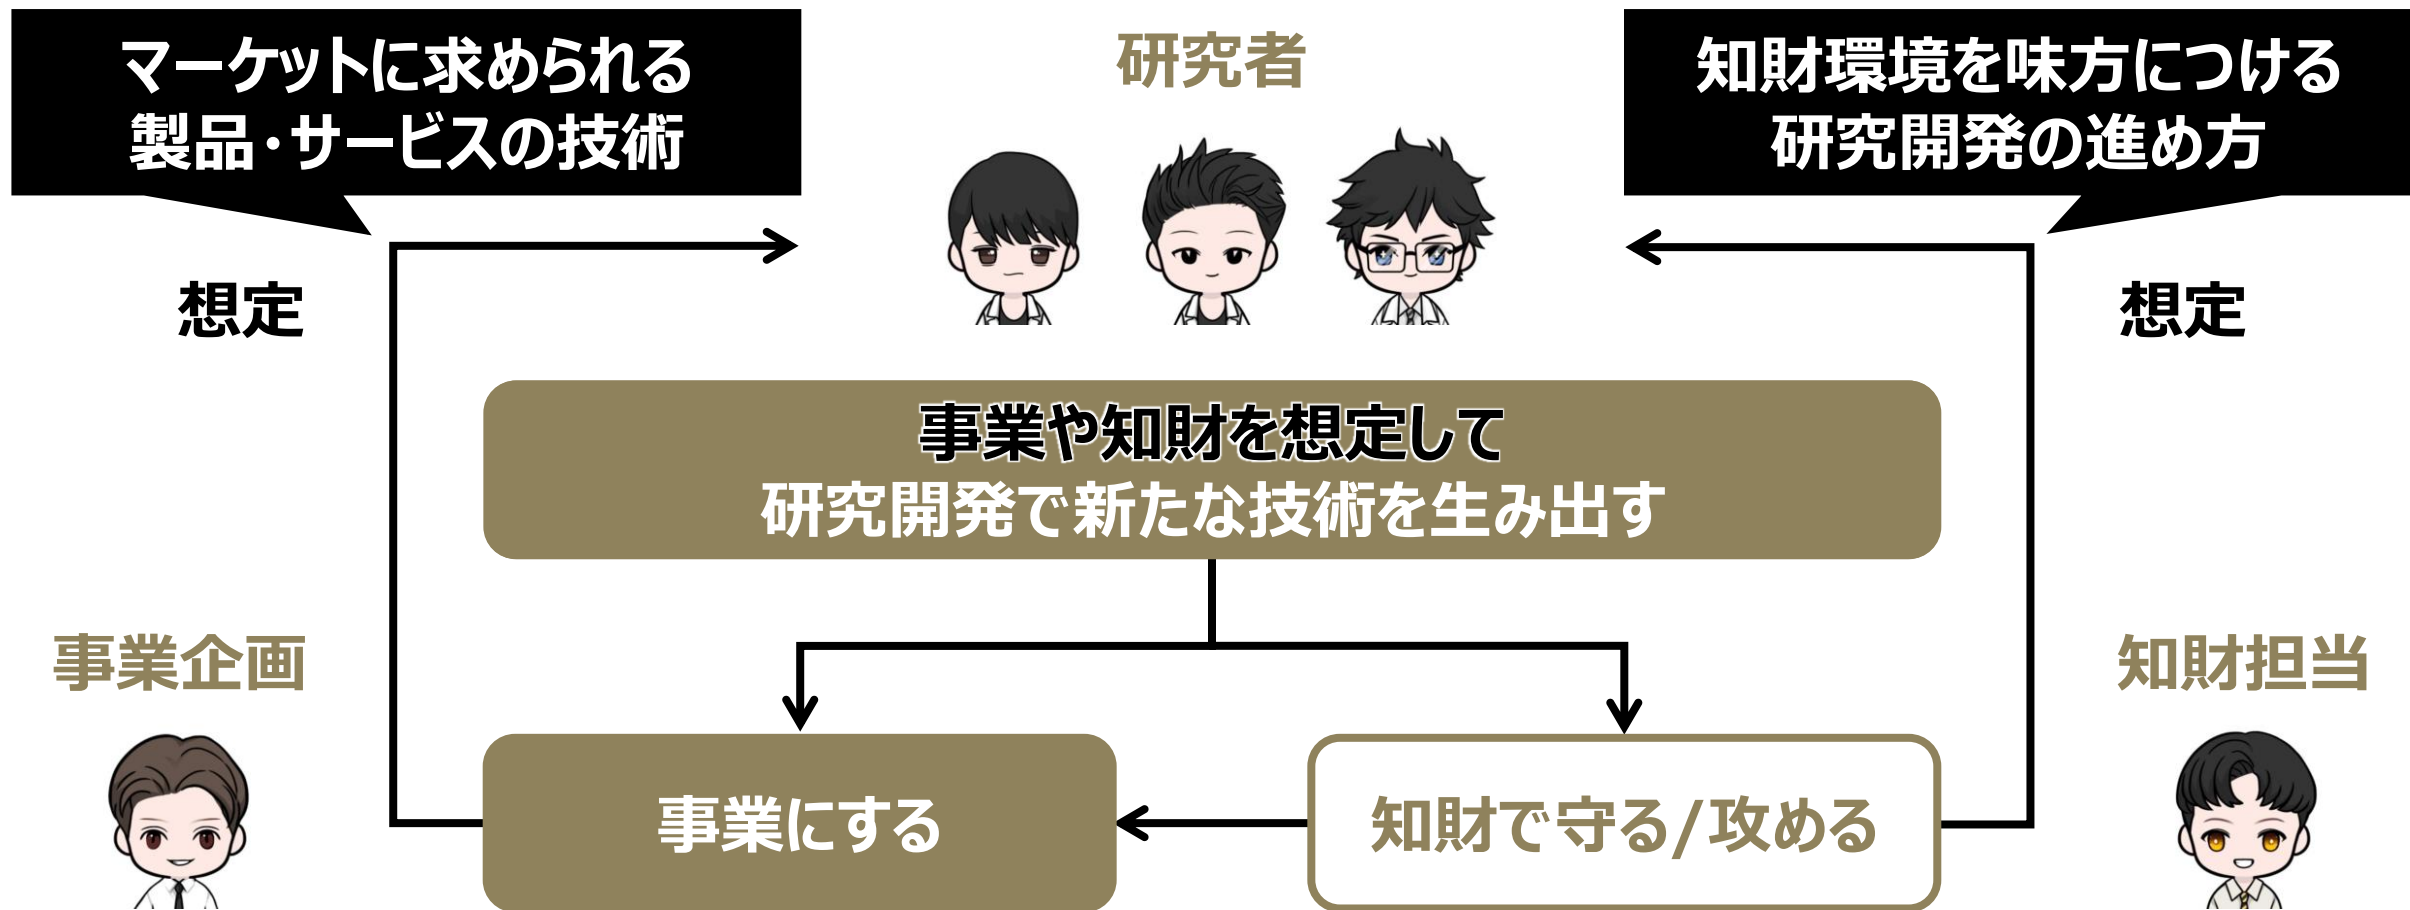 マーケットに求められる
製品・サービスの技術
研究者
知財環境を味方につける
研究開発の進め方
想定
想定
事業や知財を想定して
研究開発で新たな技術を生み出す
事業企画
知財担当
事業にする
知財で守る/攻める